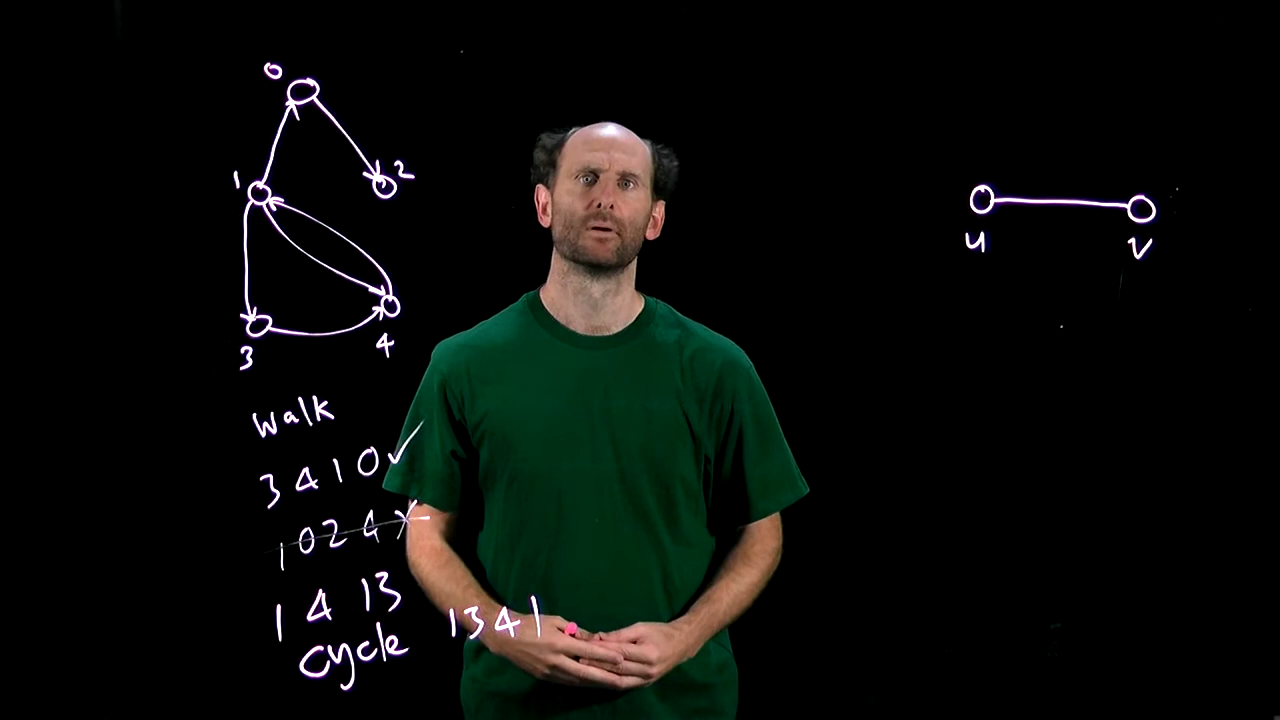 0
1
2
3
4
walk
3 4 1 0 ✓
1 0 2 4 ✗
1 4 1 3
cycle 1 3 4 1
u v